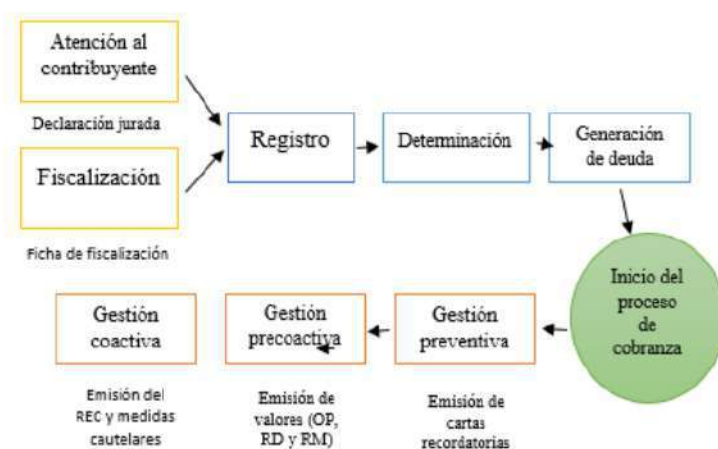 Atención al
contribuyente
Declaración jurada
Fiscalización
Ficha de fiscalización
Registro
Determinación
Generación
de deuda
Inicio del
proceso
de
cobranza
Gestión
preventiva
Emisión de
cartas
recordatorias
Gestión
precoactiva
Emisión de
valores (OP,
RD y RM)
Gestión
coactiva
Emisión del
REC y medidas
cautelares